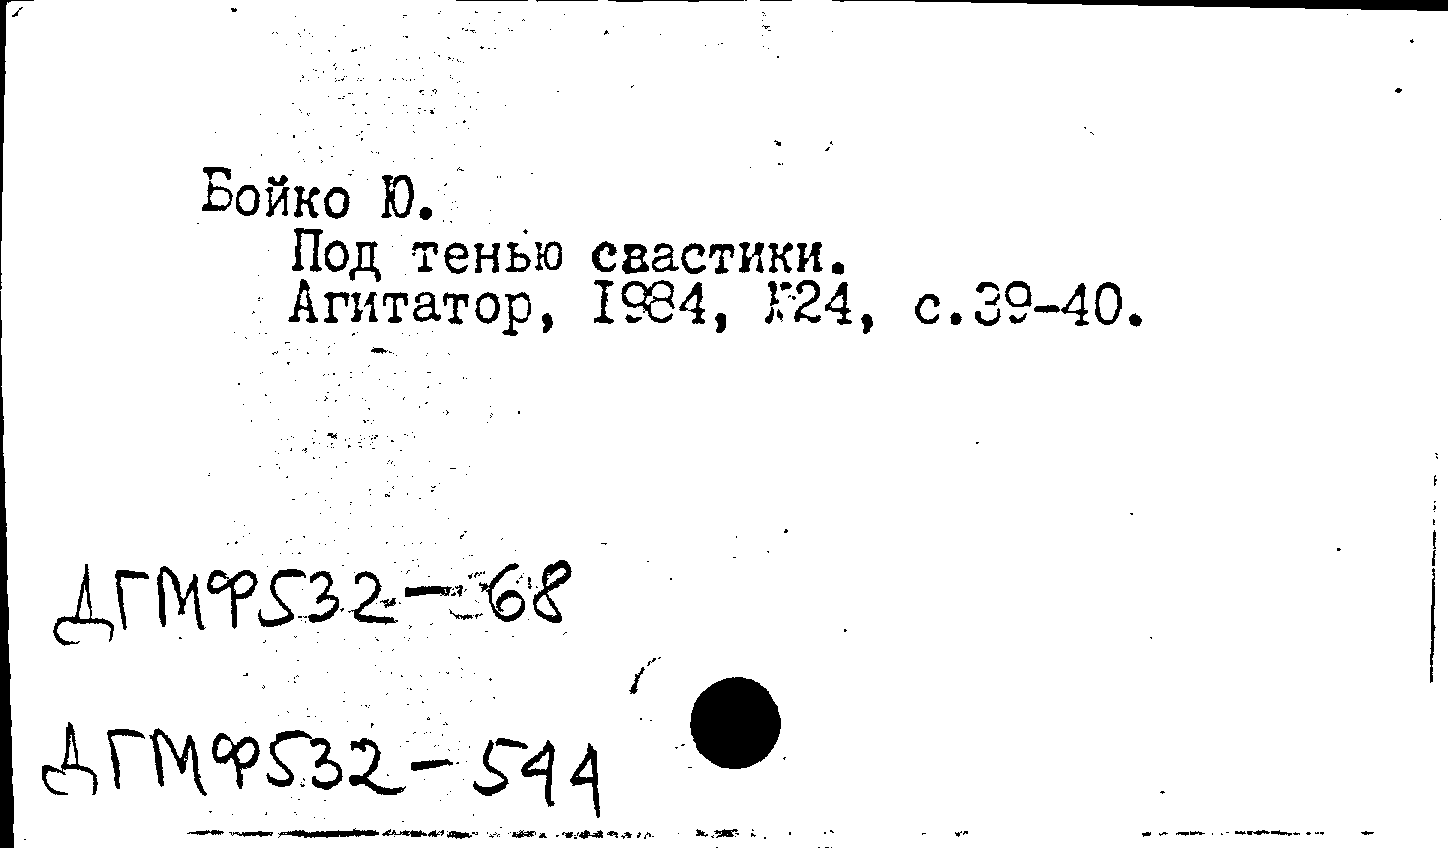 Бойко Ю.
Под тенью свастики.
Агитатор, 1984, №24, с.39-40.
ДГМФ532-68
ДГМФ532-544